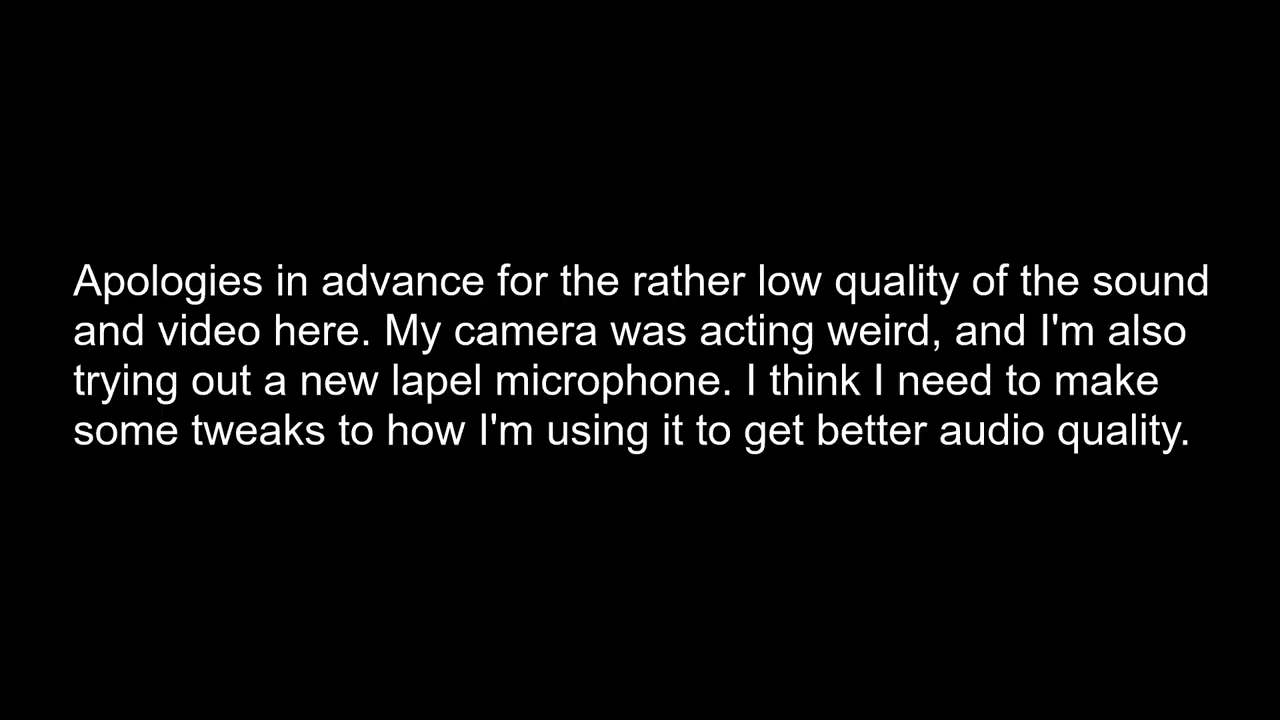 Apologies in advance for the rather low quality of the sound
and video here. My camera was acting weird, and I'm also
trying out a new lapel microphone. I think I need to make
some tweaks to how I'm using it to get better audio quality.